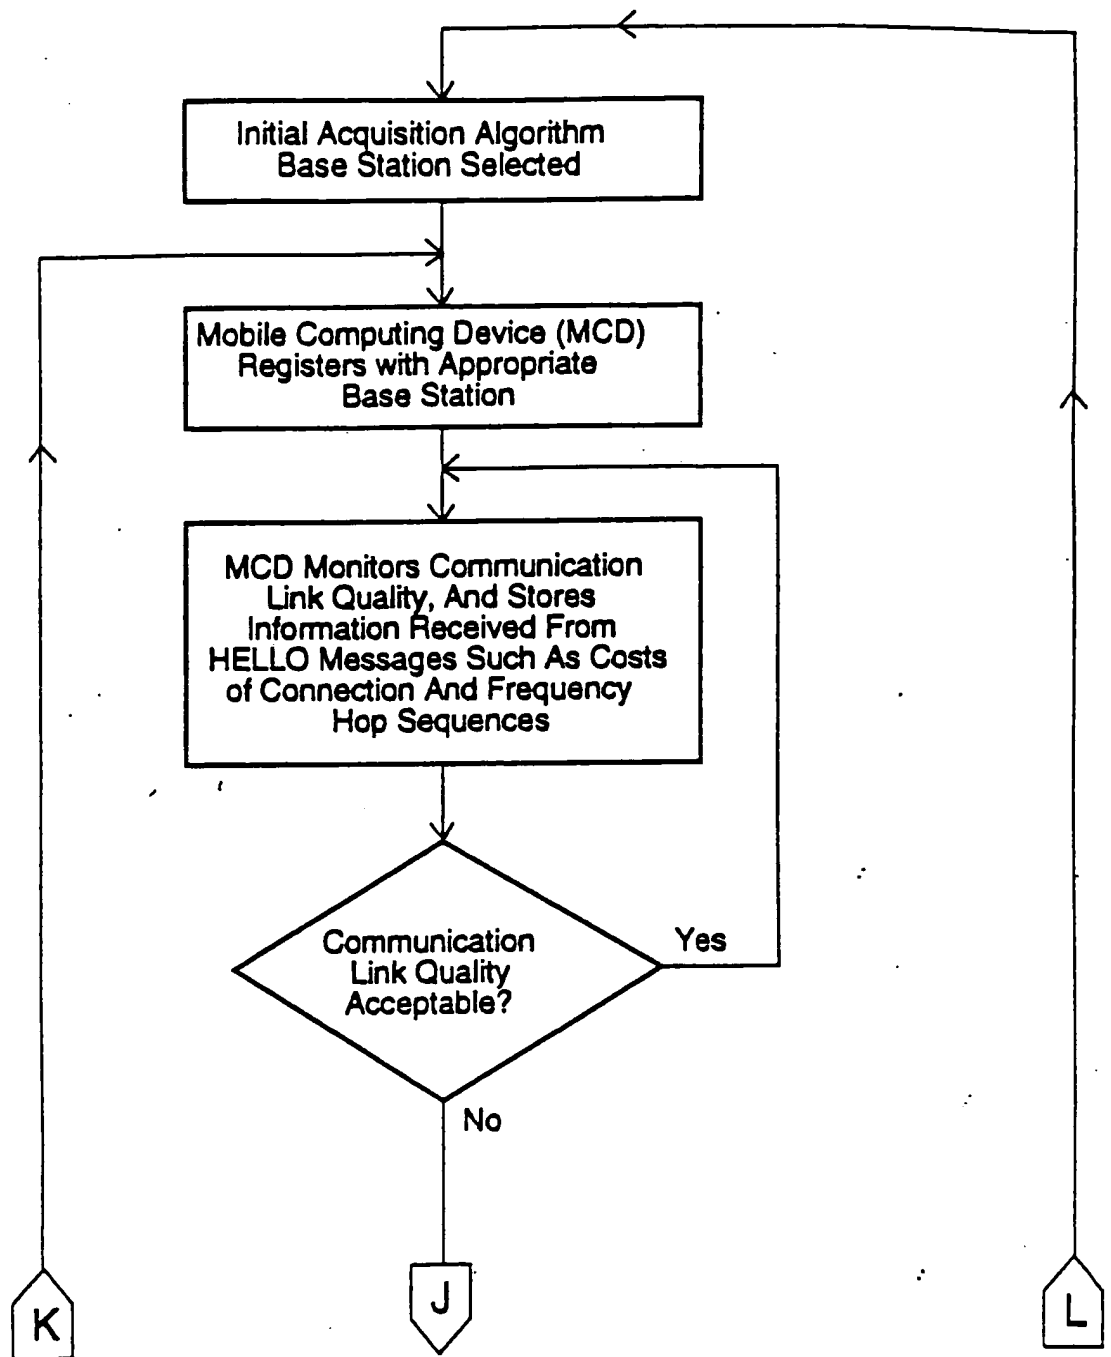 Initial Acquisition Algorithm
Base Station Selected
Mobile Computing Device (MCD)
Registers with Appropriate
Base Station
MCD Monitors Communication
Link Quality, And Stores
Information Received From
HELLO Messages Such As Costs
of Connection And Frequency
Hop Sequences
Communication
Link Quality
Acceptable?
Yes
No
K
J
L